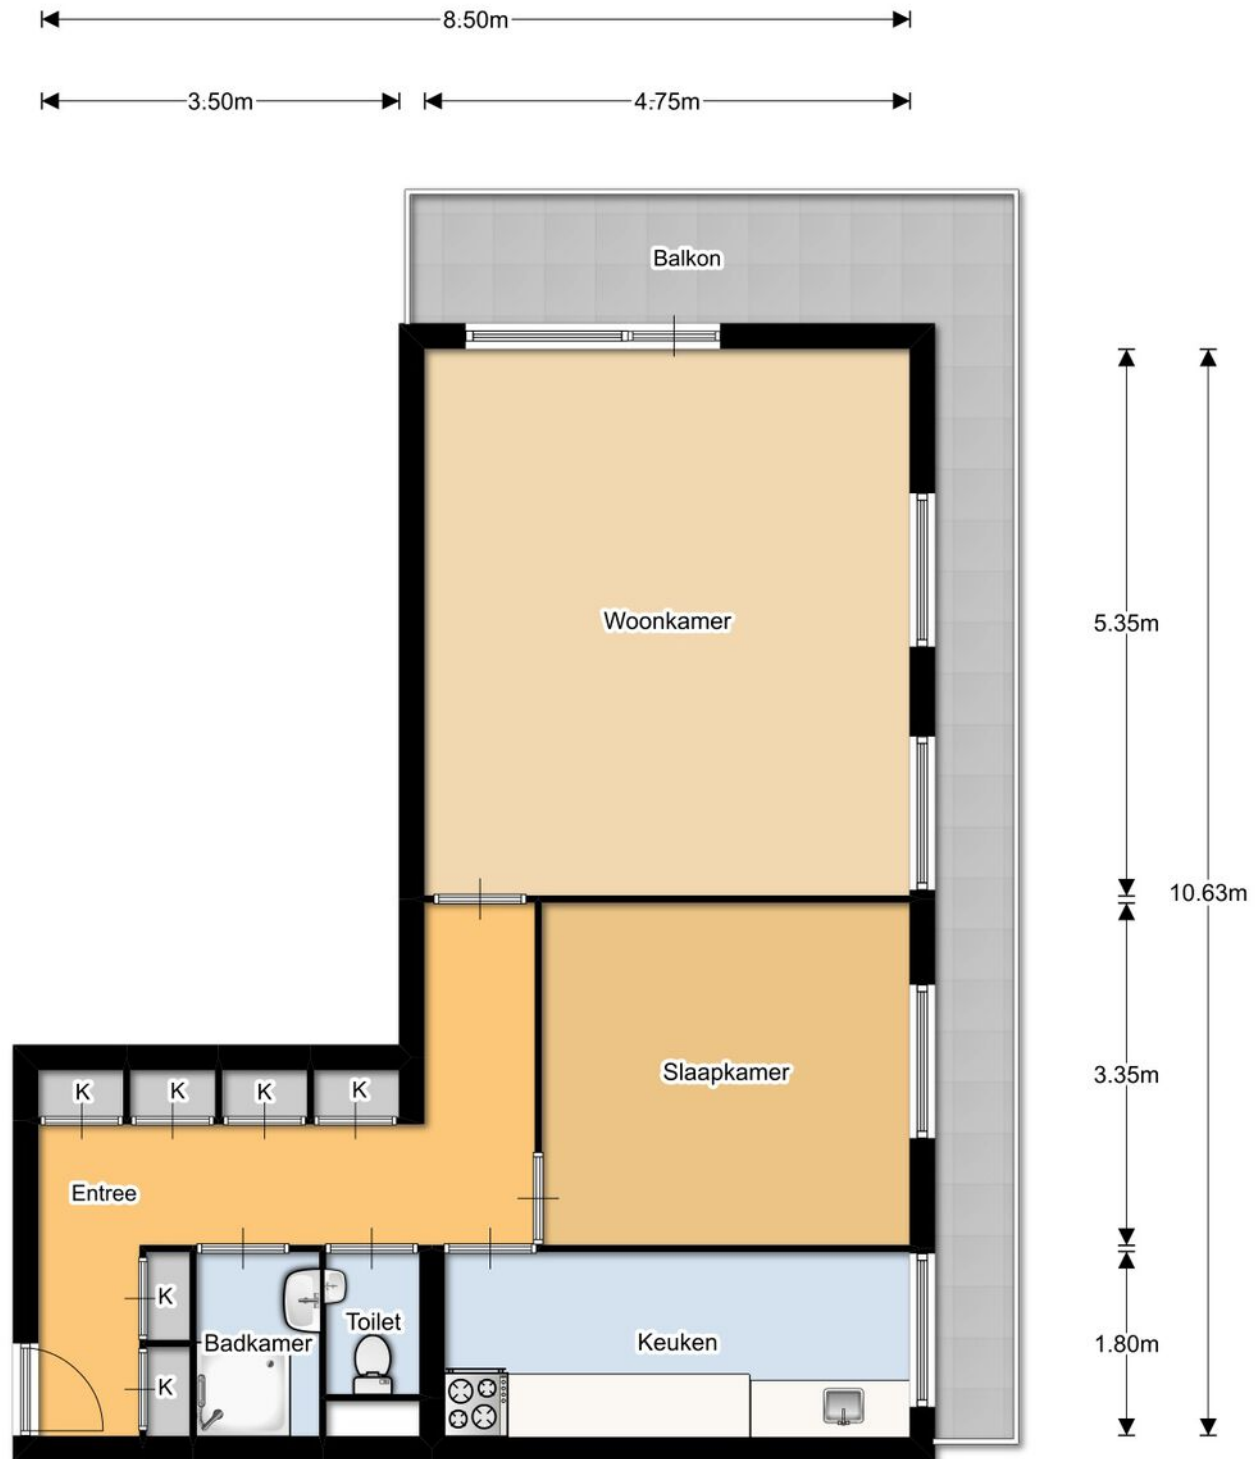 8.50m
3.50m
4.75m
Balkon
Woonkamer
5.35m
10.63m
Slaapkamer
3.35m
K
K
K
K
Entree
K
Toilet
Badkamer
Keuken
1.80m
K